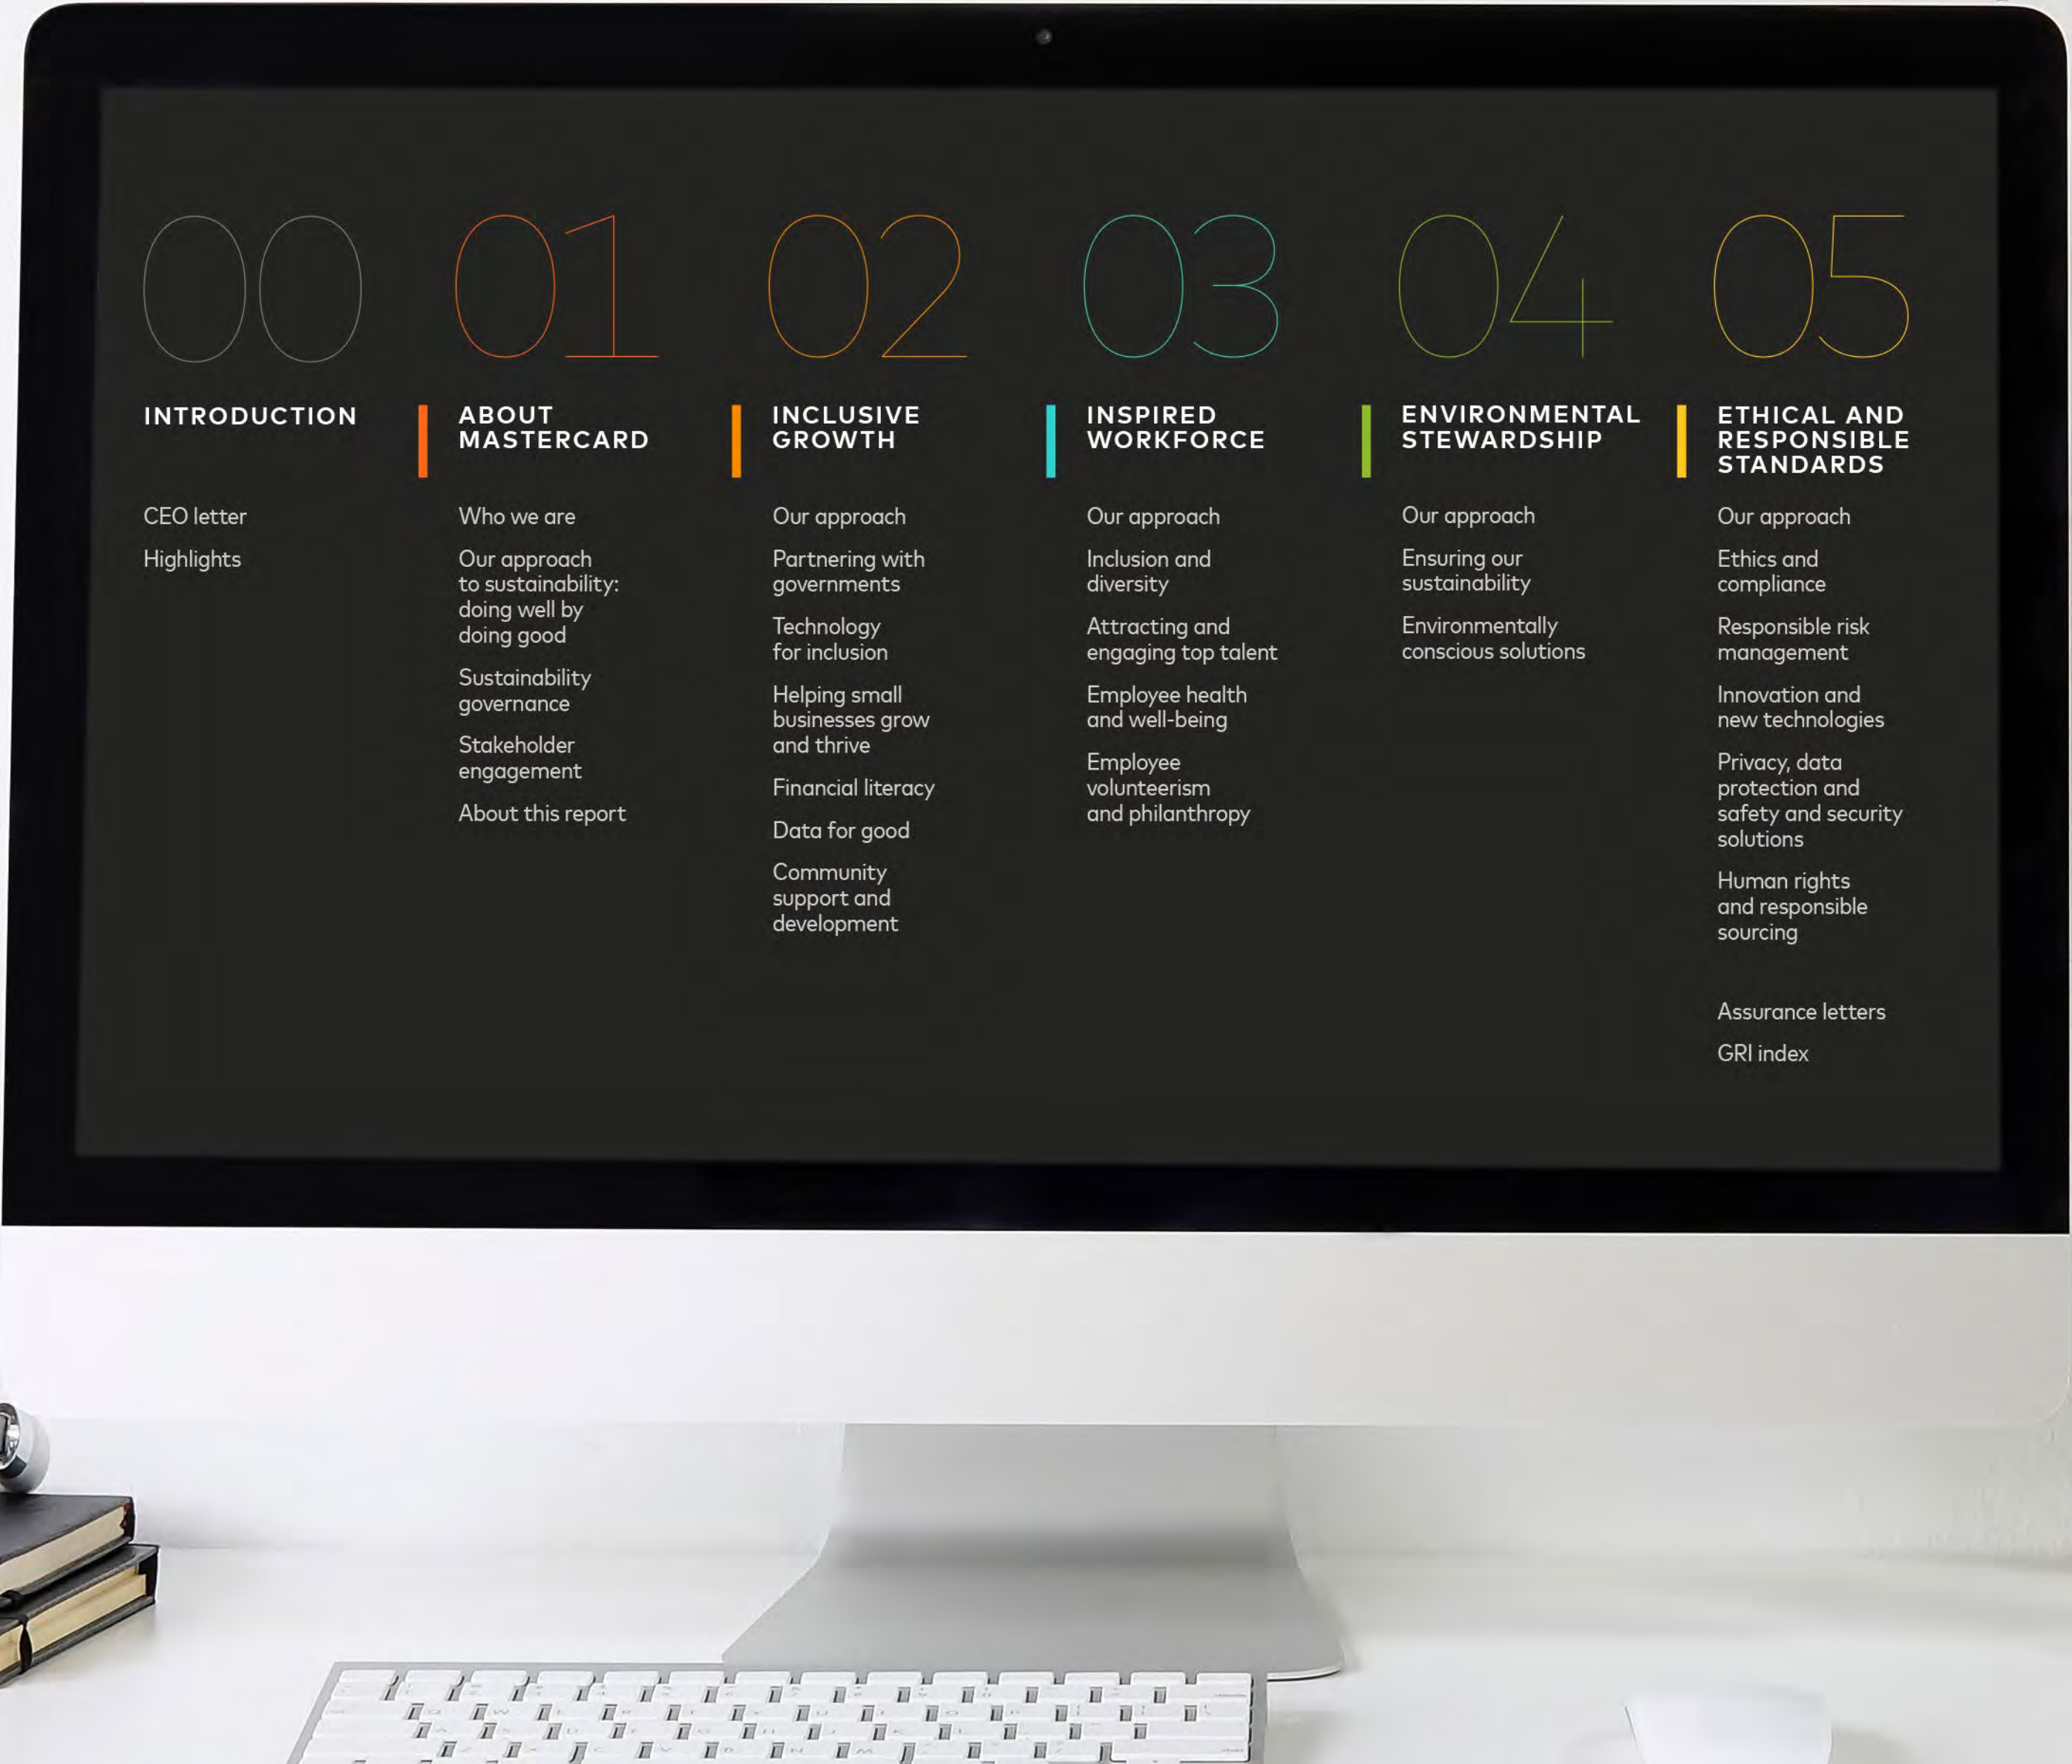 00
INTRODUCTION
CEO letter
Highlights
01
ABOUT
MASTERCARD
Who we are
Our approach
to sustainability:
doing well by
doing good
Sustainability
governance
Stakeholder
engagement
About this report
02
INCLUSIVE
GROWTH
Our approach
Partnering with
governments
Technology
for inclusion
Helping small
businesses grow
and thrive
Financial literacy
Data for good
Community
support and
development
03
INSPIRED
WORKFORCE
Our approach
Inclusion and
diversity
Attracting and
engaging top talent
Employee health
and well-being
Employee
volunteerism
and philanthropy
04
ENVIRONMENTAL
STEWARDSHIP
Our approach
Ensuring our
sustainability
Environmentally
conscious solutions
05
ETHICAL AND
RESPONSIBLE
STANDARDS
Our approach
Ethics and
compliance
Responsible risk
management
Innovation and
new technologies
Privacy, data
protection and
safety and security
solutions
Human rights
and responsible
sourcing
Assurance letters
GRI index